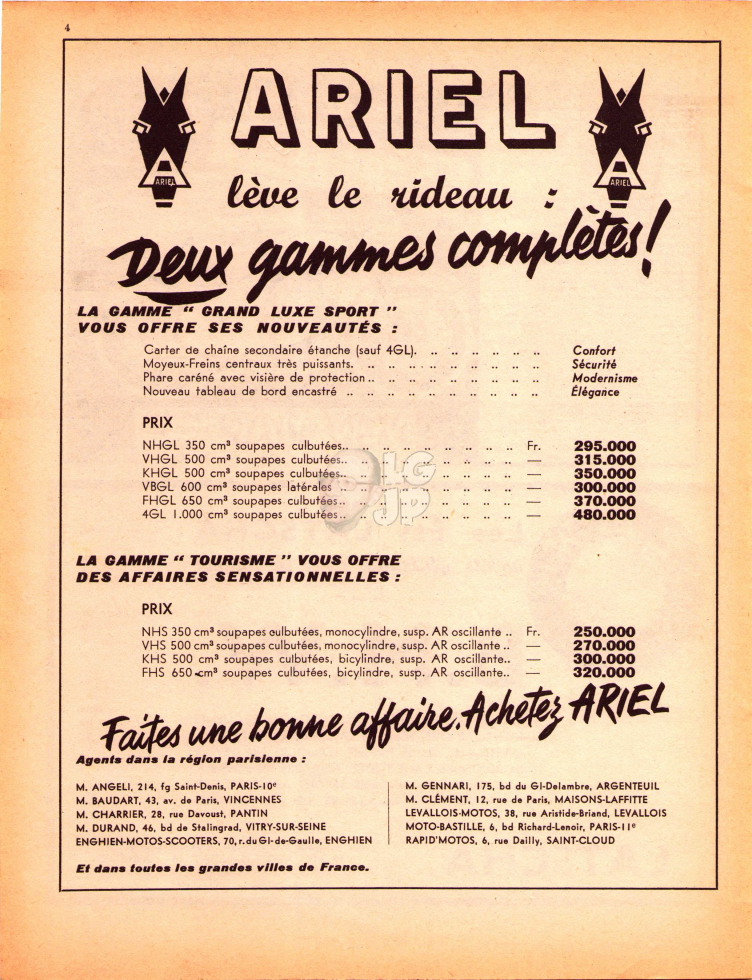 4
ARIEL
ARIEL
ARIEL
lève le rideau :
Deux gammes complètes!
LA GAMME “ GRAND LUXE SPORT ”
VOUS OFFRE SES NOUVEAUTÉS :
Carter de chaîne secondaire étanche (sauf 4GL). .. .. .. .. .. .. Confort
Moyeux-Freins centraux très puissants. .. .. .. .. .. .. .. .. Sécurité
Phare caréné avec visière de protection .. .. .. .. .. .. .. .. Modernisme
Nouveau tableau de bord encastré .. .. .. .. .. .. .. .. .. Élégance
PRIX
NHGL 350 cm³ soupapes culbutées.. .. .. .. .. .. .. .. .. Fr. 295.000
VHGL 500 cm³ soupapes culbutées.. .. .. .. .. .. .. .. .. — 315.000
KHGL 500 cm³ soupapes culbutées.. .. .. .. .. .. .. .. .. — 350.000
VBGL 600 cm³ soupapes latérales .. .. .. .. .. .. .. .. .. — 300.000
FHGL 650 cm³ soupapes culbutées.. .. .. .. .. .. .. .. .. — 370.000
4GL 1.000 cm³ soupapes culbutées.. .. .. .. .. .. .. .. .. — 480.000
LG
JP
LA GAMME “ TOURISME ” VOUS OFFRE
DES AFFAIRES SENSATIONNELLES :
PRIX
NHS 350 cm³ soupapes culbutées, monocylindre, susp. AR oscillante .. Fr. 250.000
VHS 500 cm³ soupapes culbutées, monocylindre, susp. AR oscillante.. — 270.000
KHS 500 cm³ soupapes culbutées, bicylindre, susp. AR oscillante.. — 300.000
FHS 650 cm³ soupapes culbutées, bicylindre, susp. AR oscillante.. — 320.000
Faites une bonne affaire. Achetez ARIEL
Agents dans la région parisienne :
M. ANGELI, 214, fg Saint-Denis, PARIS-10ᵉ
M. BAUDART, 43, av. de Paris, VINCENNES
M. CHARRIER, 28, rue Davoust, PANTIN
M. DURAND, 46, bd de Stalingrad, VITRY-SUR-SEINE
ENGHIEN-MOTOS-SCOOTERS, 70, r. du Gl-de-Gaulle, ENGHIEN
M. GENNARI, 175, bd du Gl-Delambre, ARGENTEUIL
M. CLÉMENT, 12, rue de Paris, MAISONS-LAFFITTE
LEVALLOIS-MOTOS, 38, rue Aristide-Briand, LEVALLOIS
MOTO-BASTILLE, 6, bd Richard-Lenoir, PARIS-11ᵉ
RAPID'MOTOS, 6, rue Dailly, SAINT-CLOUD
Et dans toutes les grandes villes de France.